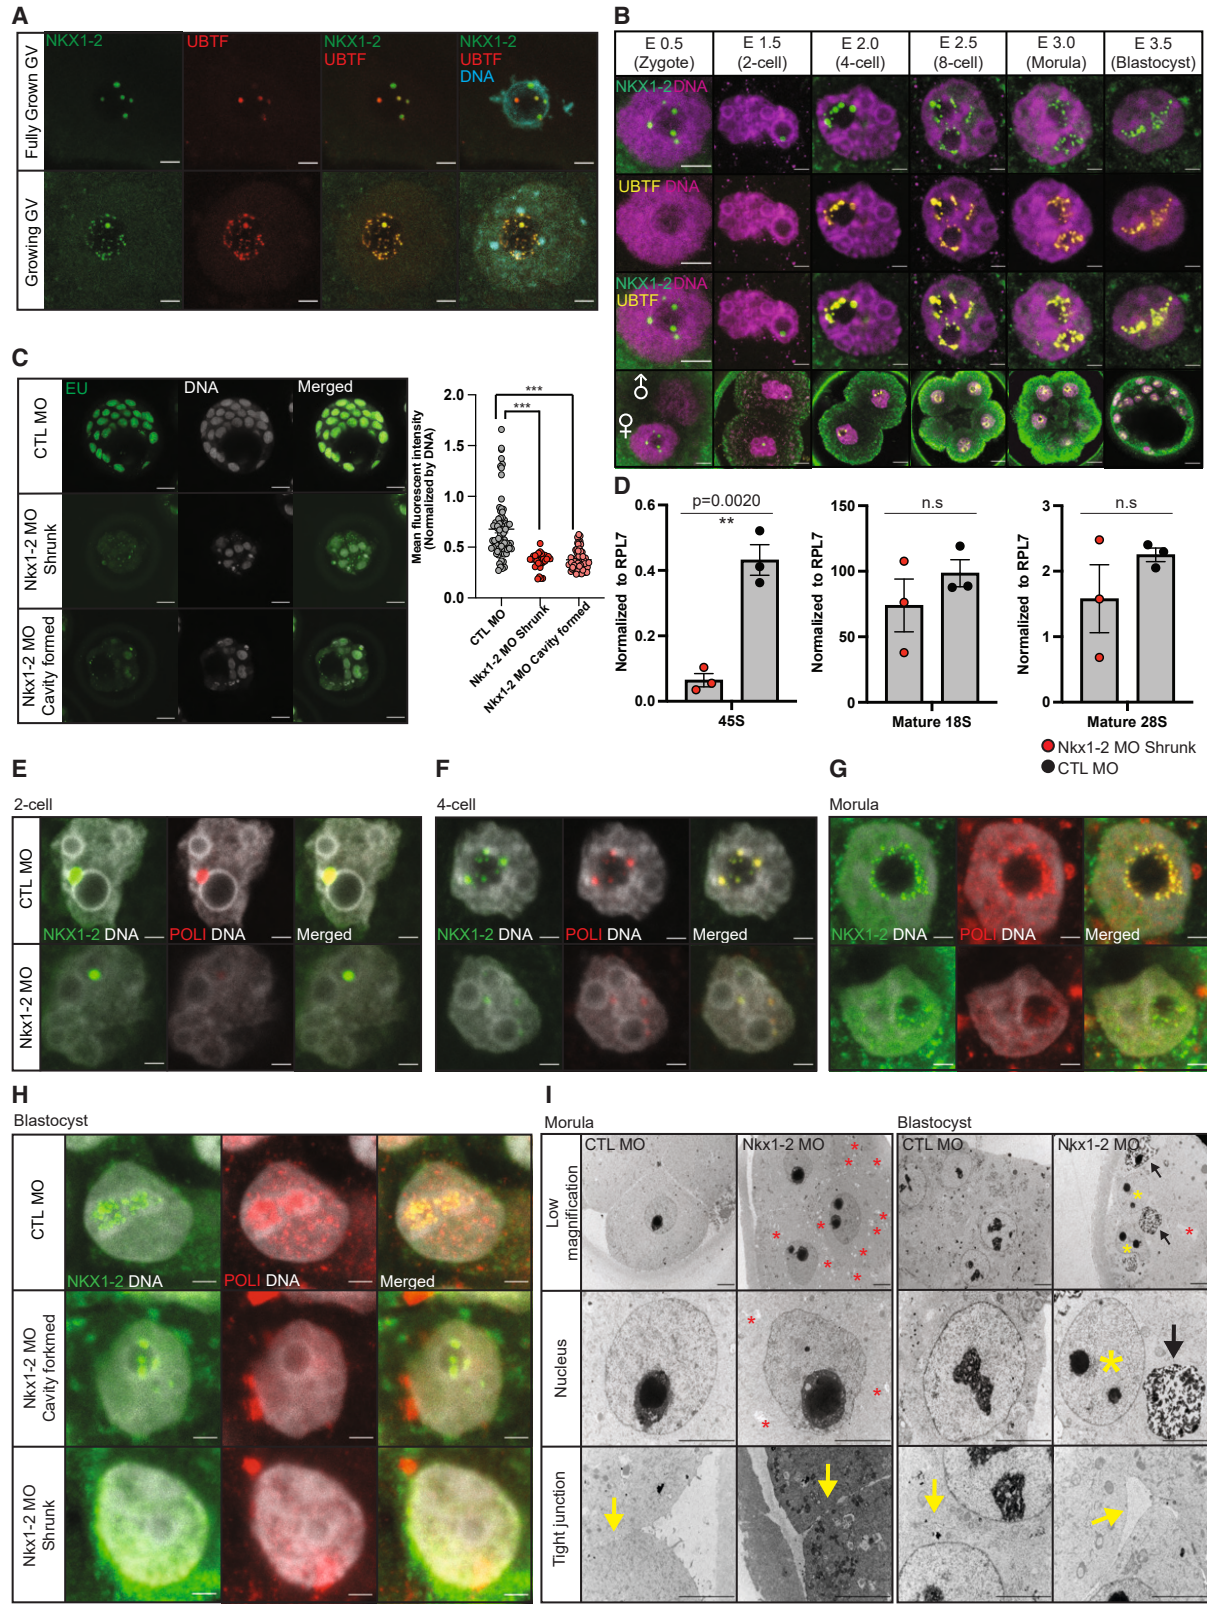 A
NKX1-2
UBTF
NKX1-2
UBTF
NKX1-2
UBTF
DNA
Fully Grown GV
Growing GV
B
E 0.5
(Zygote)
E 1.5
(2-cell)
E 2.0
(4-cell)
E 2.5
(8-cell)
E 3.0
(Morula)
E 3.5
(Blastocyst)
NKX1-2 DNA
UBTF DNA
NKX1-2 DNA
UBTF
♂
♀
C
EU
DNA
Merged
CTL MO
Nkx1-2 MO
Shrunk
Nkx1-2 MO
Cavity formed
Mean fluorescent intensity
(Normalized by DNA)
2.0
1.5
1.0
0.5
0.0
***
***
CTL MO
Nkx1-2 MO Shrunk
Nkx1-2 MO Cavity formed
D
Normalized to RPL7
0.6
0.4
0.2
0.0
p=0.0020
**
45S
Normalized to RPL7
150
100
50
0
n.s
Mature 18S
Normalized to RPL7
3
2
1
0
n.s
Mature 28S
Nkx1-2 MO Shrunk
CTL MO
E
2-cell
CTL MO
NKX1-2 DNA
POLI DNA
Merged
Nkx1-2 MO
F
4-cell
NKX1-2 DNA
POLI DNA
Merged
G
Morula
NKX1-2 DNA
POLI DNA
Merged
H
Blastocyst
CTL MO
NKX1-2 DNA
POLI DNA
Merged
Nkx1-2 MO
Cavity forkmed
Nkx1-2 MO
Shrunk
I
Morula
CTL MO
Nkx1-2 MO
Blastocyst
CTL MO
Nkx1-2 MO
Low
magnification
Nucleus
Tight junction